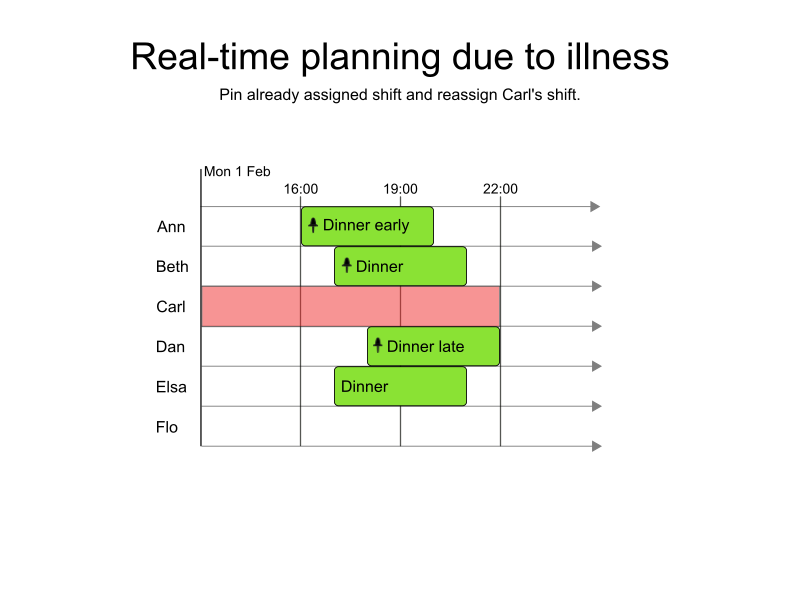 Real-time planning due to illness
Pin already assigned shift and reassign Carl's shift.
Mon 1 Feb
16:00 19:00 22:00
Ann Dinner early
Beth Dinner
Carl
Dan Dinner late
Elsa Dinner
Flo